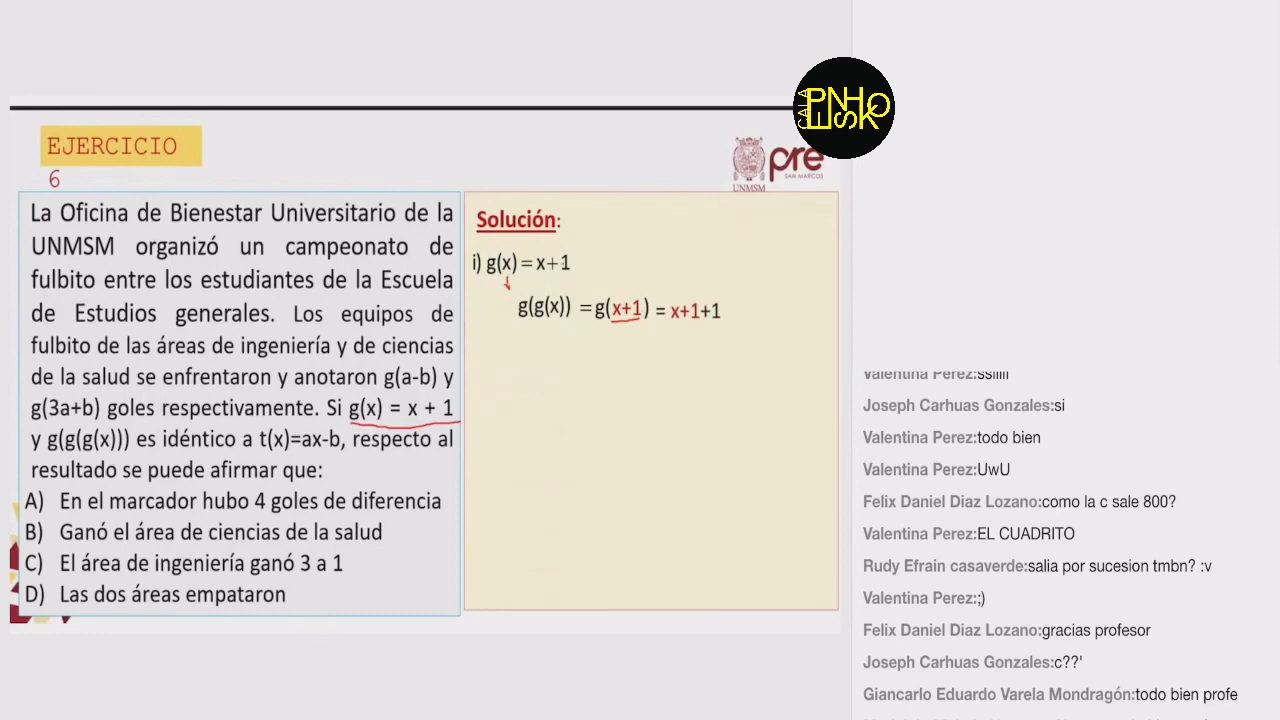 EJERCICIO
6
CALA
PENHO
ESK
pre
SAN MARCOS
UNMSM
La Oficina de Bienestar Universitario de la
UNMSM organizó un campeonato de
fulbito entre los estudiantes de la Escuela
de Estudios generales. Los equipos de
fulbito de las áreas de ingeniería y de ciencias
de la salud se enfrentaron y anotaron g(a-b) y
g(3a+b) goles respectivamente. Si g(x) = x + 1
y g(g(g(x))) es idéntico a t(x)=ax-b, respecto al
resultado se puede afirmar que:
A) En el marcador hubo 4 goles de diferencia
B) Ganó el área de ciencias de la salud
C) El área de ingeniería ganó 3 a 1
D) Las dos áreas empataron
Solución:
i) g(x) = x+1
g(g(x)) = g(x+1) = x+1+1
Valentina Perez:ssiiiii
Joseph Carhuas Gonzales:si
Valentina Perez:todo bien
Valentina Perez:UwU
Felix Daniel Diaz Lozano:como la c sale 800?
Valentina Perez:EL CUADRITO
Rudy Efrain casaverde:salia por sucesion tmbn? :v
Valentina Perez:;)
Felix Daniel Diaz Lozano:gracias profesor
Joseph Carhuas Gonzales:c??'
Giancarlo Eduardo Varela Mondragón:todo bien profe